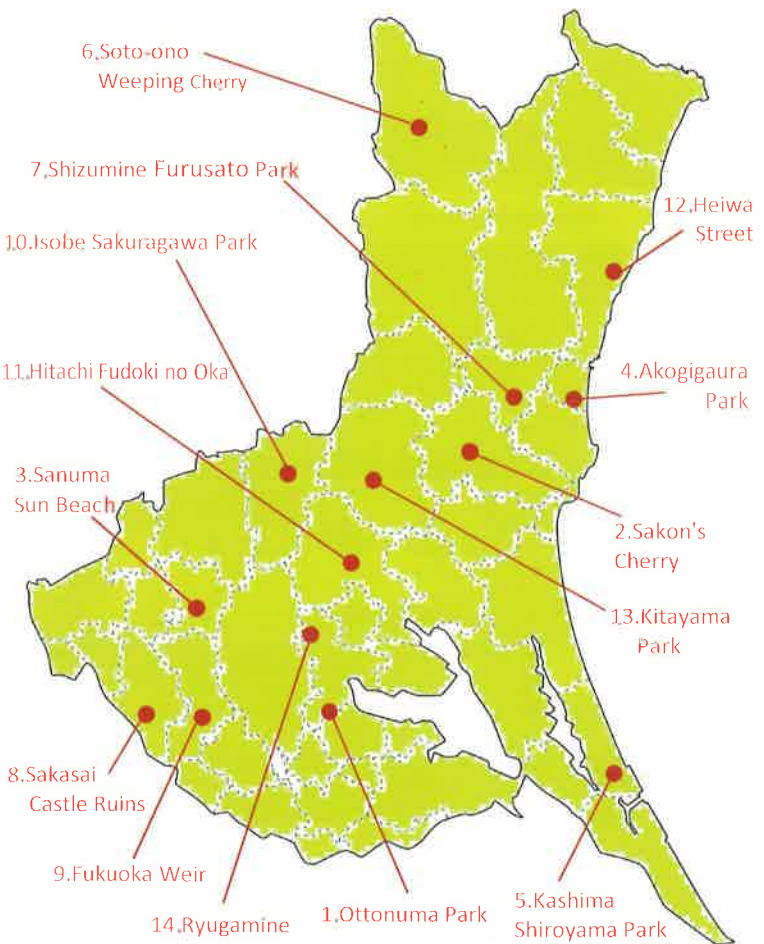 6.Soto-ono
Weeping Cherry
7.Shizumine Furusato Park
12.Heiwa
Street
10.Isobe Sakuragawa Park
11.Hitachi Fudoki no Oka
4.Akogigaura
Park
3.Sanuma
Sun Beach
2.Sakon's
Cherry
13.Kitayama
Park
8.Sakasai
Castle Ruins
9.Fukuoka Weir
14.Ryugamine
1.Ottonuma Park
5.Kashima
Shiroyama Park